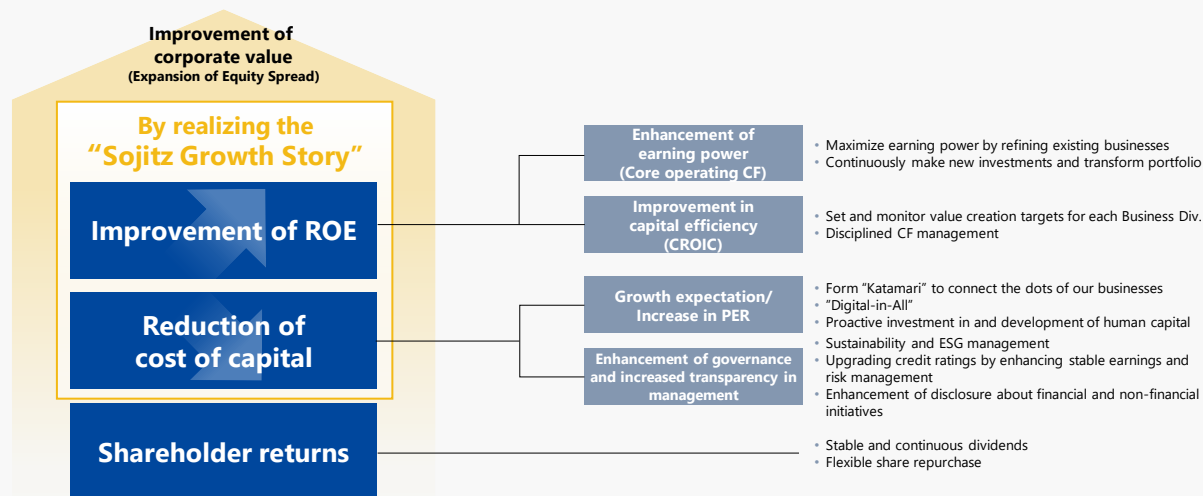 Improvement of
corporate value
(Expansion of Equity Spread)
By realizing the
“Sojitz Growth Story”
Improvement of ROE
Enhancement of
earning power
(Core operating CF)
• Maximize earning power by refining existing businesses
• Continuously make new investments and transform portfolio
Improvement in
capital efficiency
(CROIC)
• Set and monitor value creation targets for each Business Div.
• Disciplined CF management
Reduction of
cost of capital
Growth expectation/
Increase in PER
• Form “Katamari” to connect the dots of our businesses
• “Digital-in-All”
• Proactive investment in and development of human capital
Enhancement of governance
and increased transparency in
management
• Sustainability and ESG management
• Upgrading credit ratings by enhancing stable earnings and
risk management
• Enhancement of disclosure about financial and non-financial
initiatives
Shareholder returns
• Stable and continuous dividends
• Flexible share repurchase